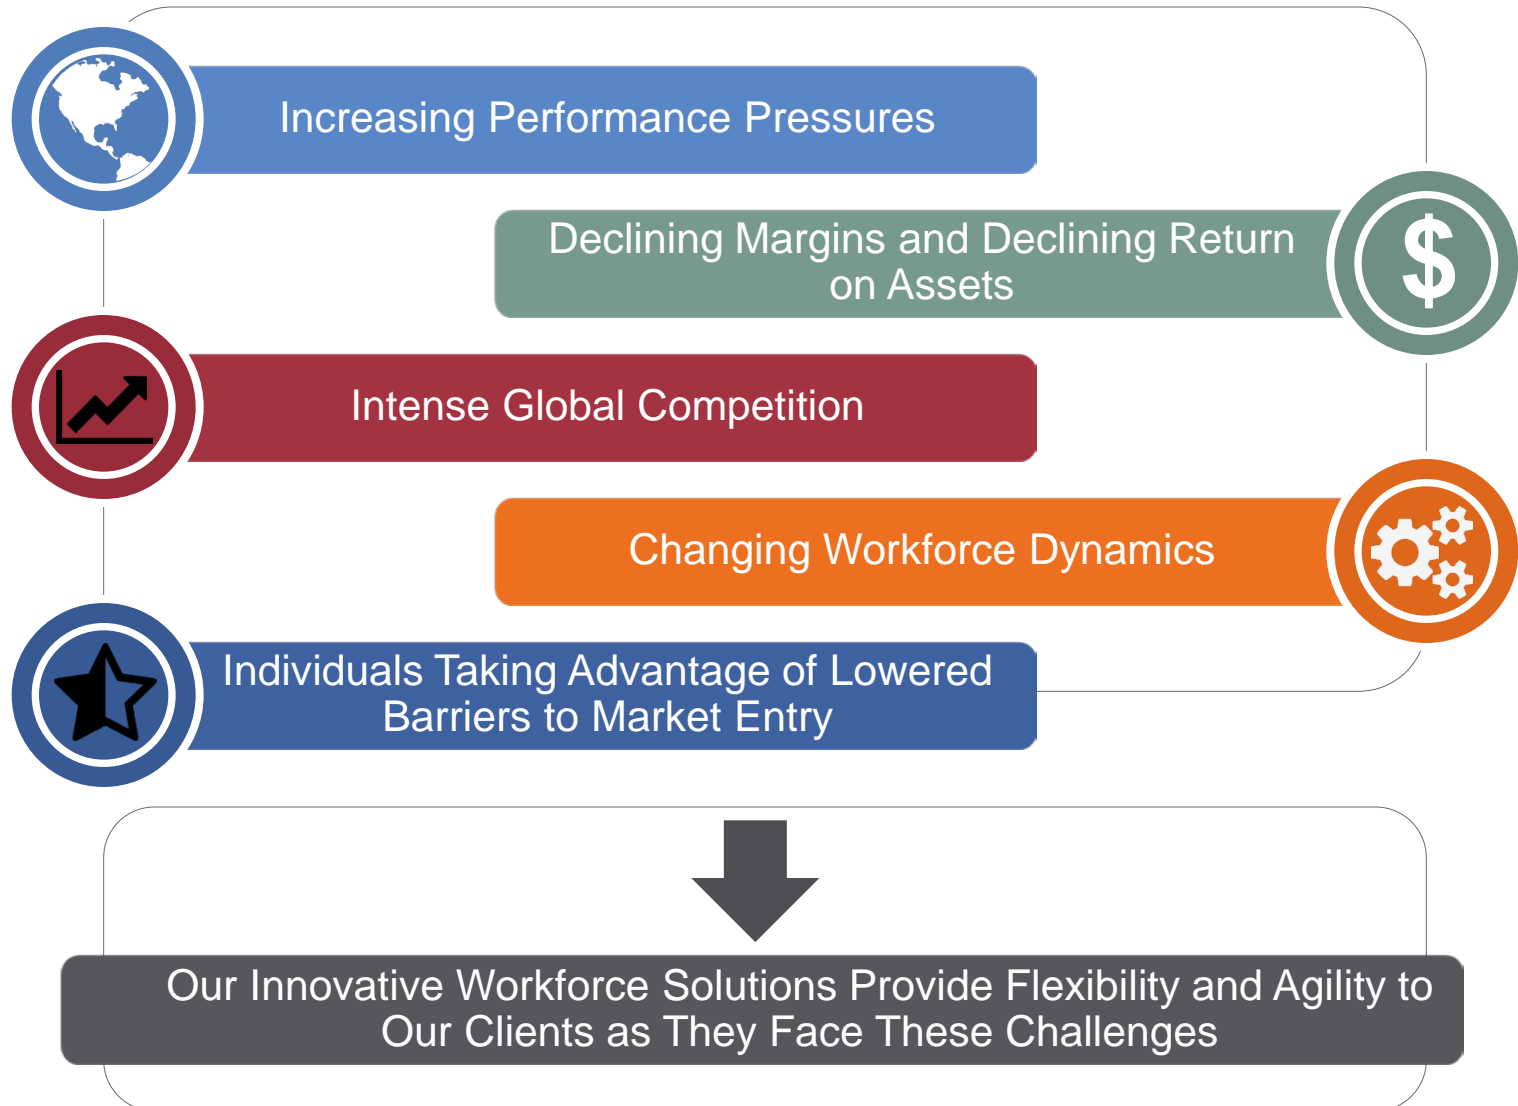 Increasing Performance Pressures
Declining Margins and Declining Return
on Assets
$
Intense Global Competition
Changing Workforce Dynamics
Individuals Taking Advantage of Lowered
Barriers to Market Entry
Our Innovative Workforce Solutions Provide Flexibility and Agility to
Our Clients as They Face These Challenges